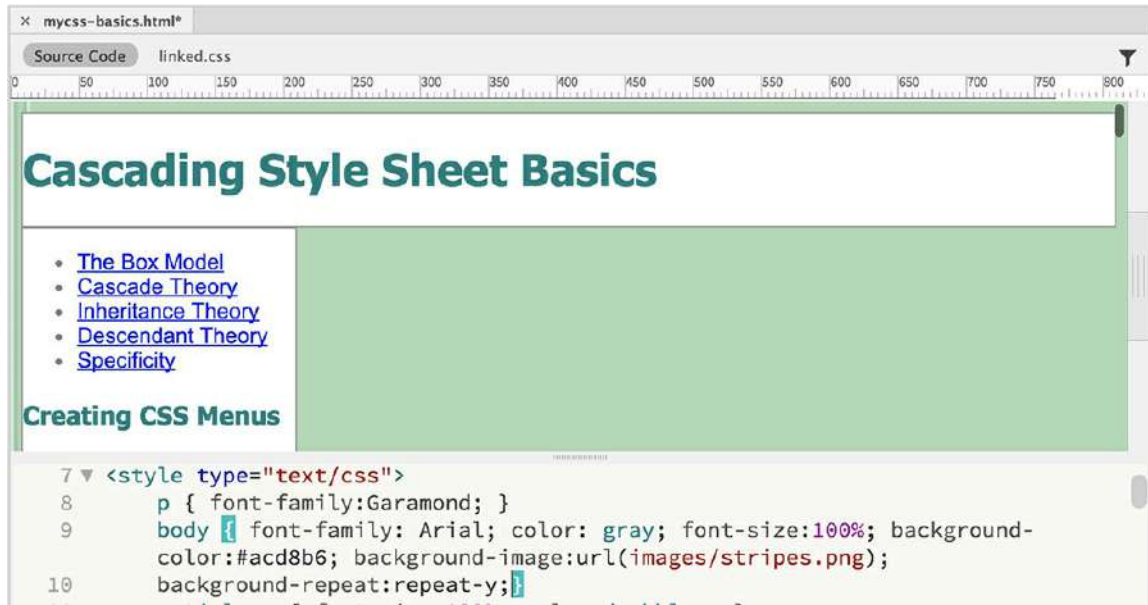 × mycss-basics.html*
Source Code linked.css
0 50 100 150 200 250 300 350 400 450 500 550 600 650 700 750 800
Cascading Style Sheet Basics
• The Box Model
• Cascade Theory
• Inheritance Theory
• Descendant Theory
• Specificity
Creating CSS Menus
7 ▼ <style type="text/css">
8 p { font-family:Garamond; }
9 body { font-family: Arial; color: gray; font-size:100%; background-
color:#acd8b6; background-image:url(images/stripes.png);
10 background-repeat:repeat-y;}